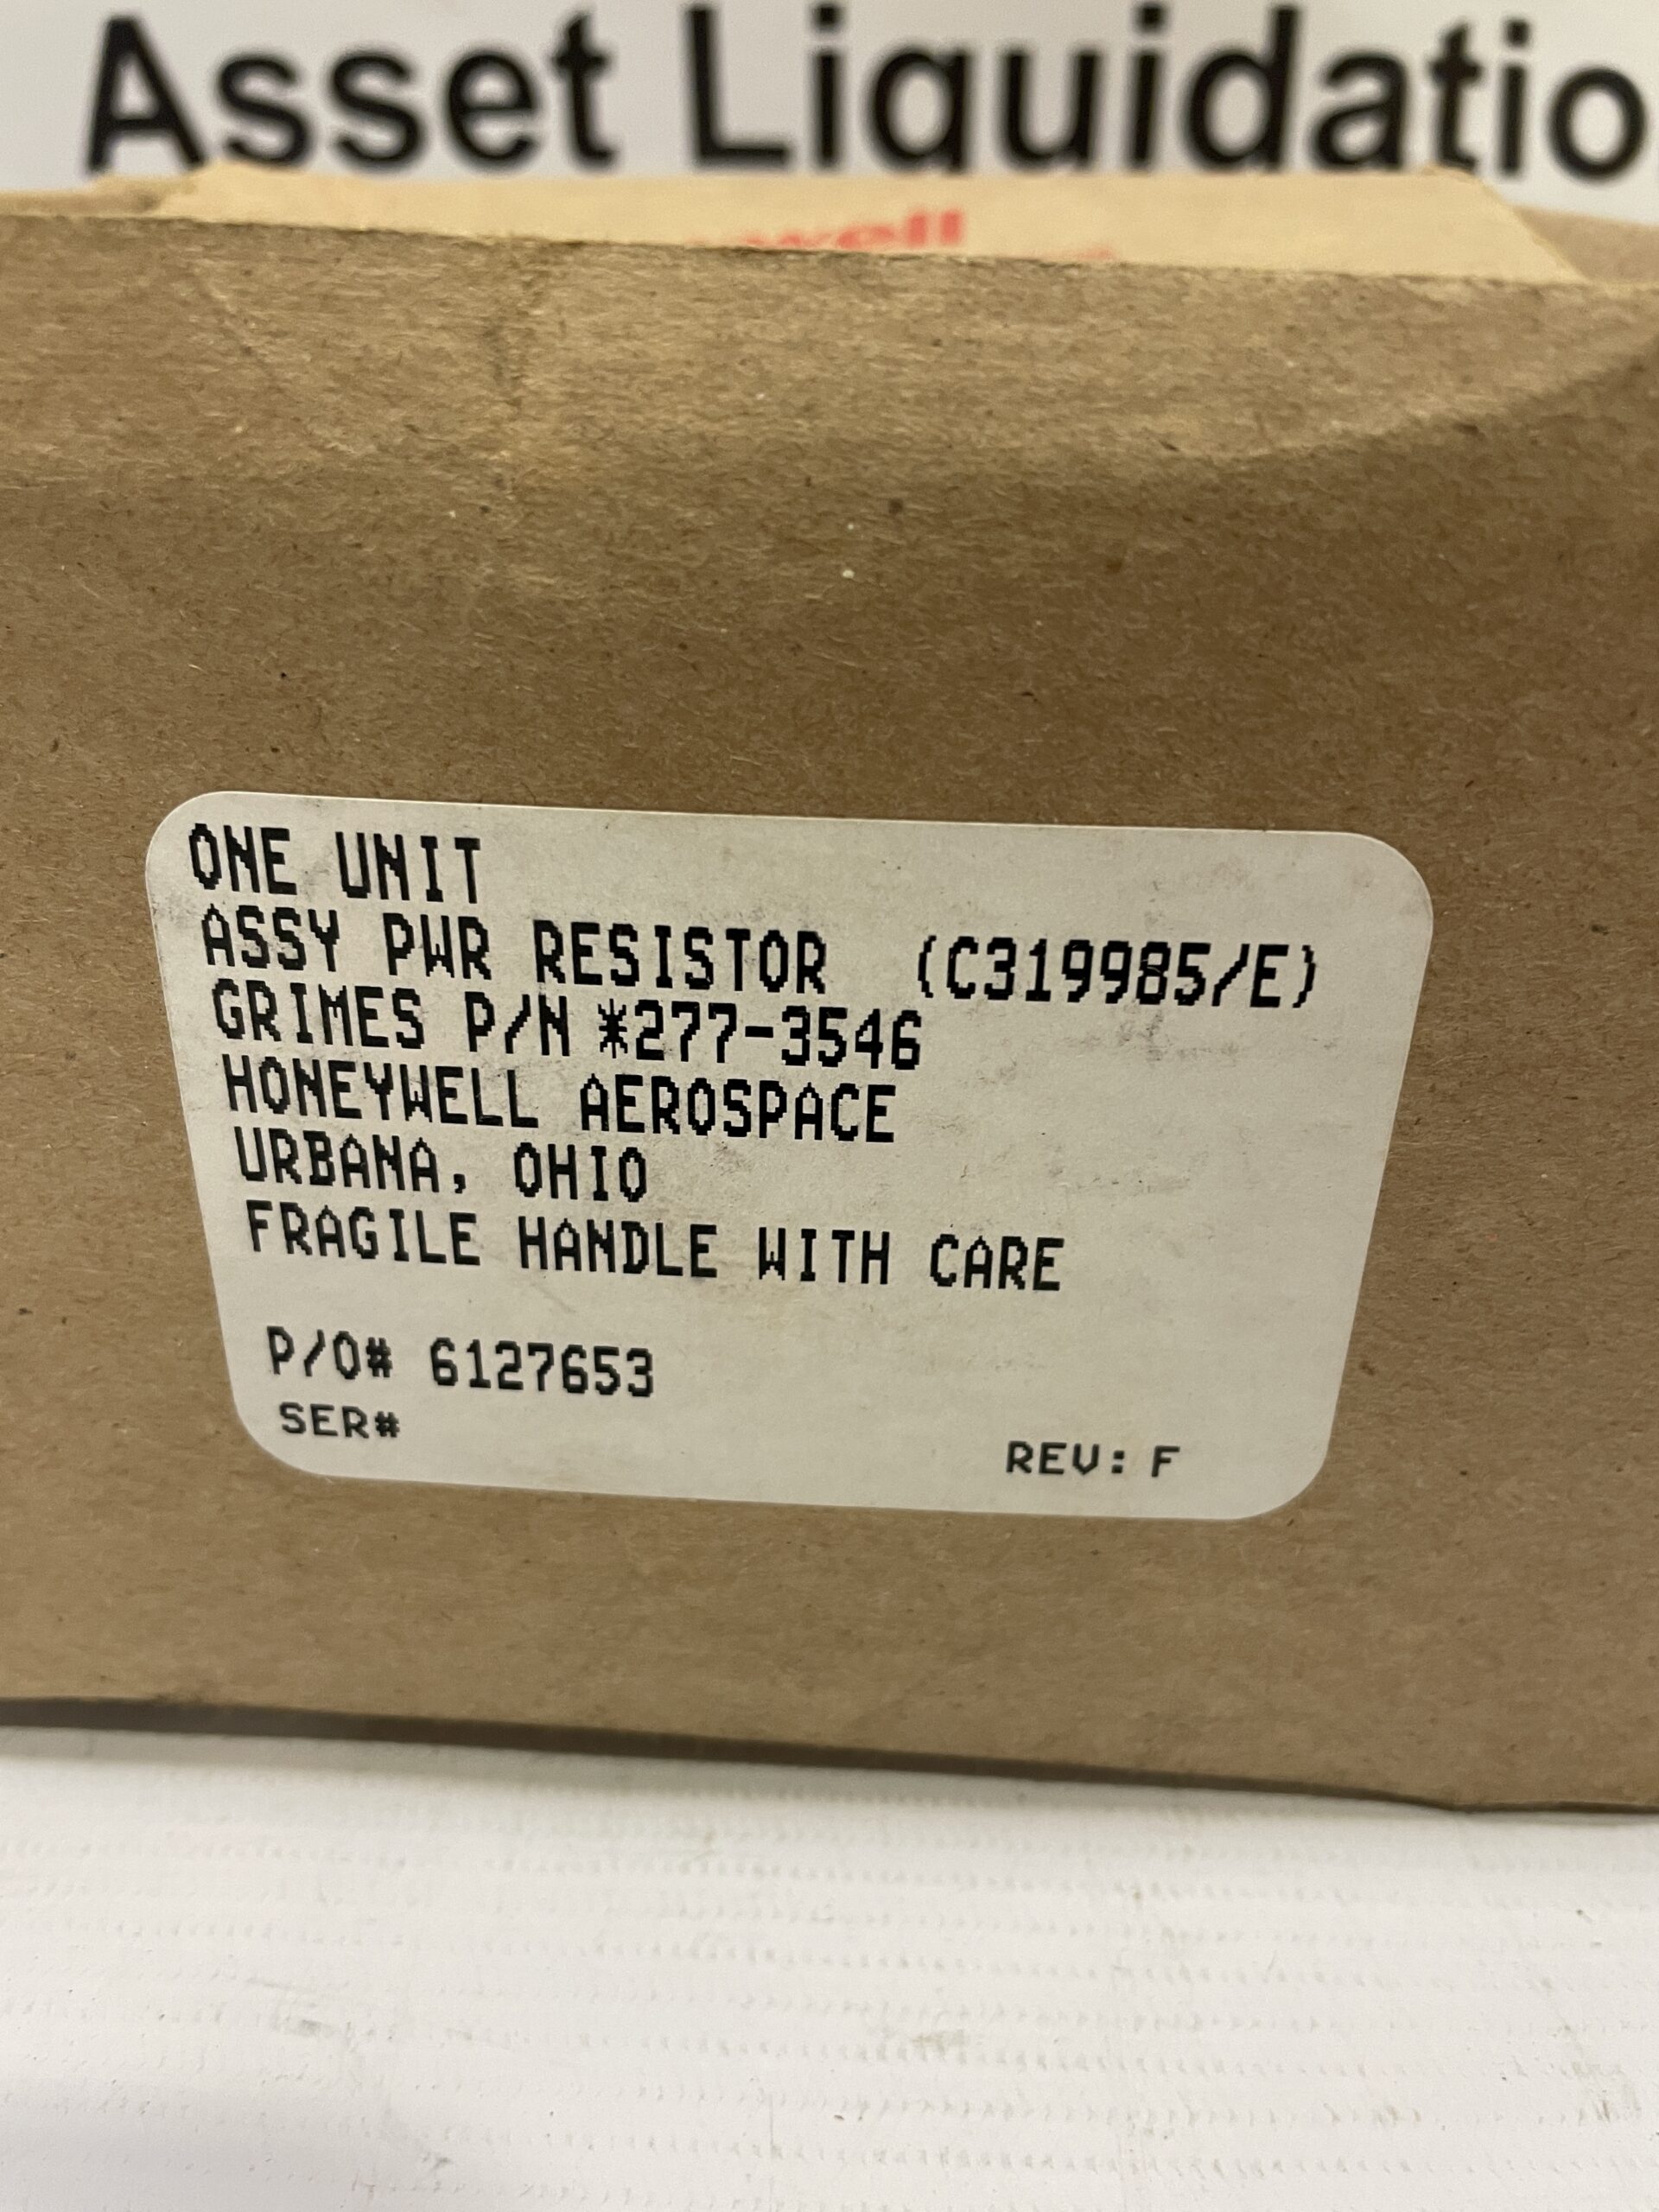 Asset Liquidatio
well
ONE UNIT
ASSY PWR RESISTOR (C319985/E)
GRIMES P/N *277-3546
HONEYWELL AEROSPACE
URBANA, OHIO
FRAGILE HANDLE WITH CARE
P/O# 6127653
SER#
REV: F